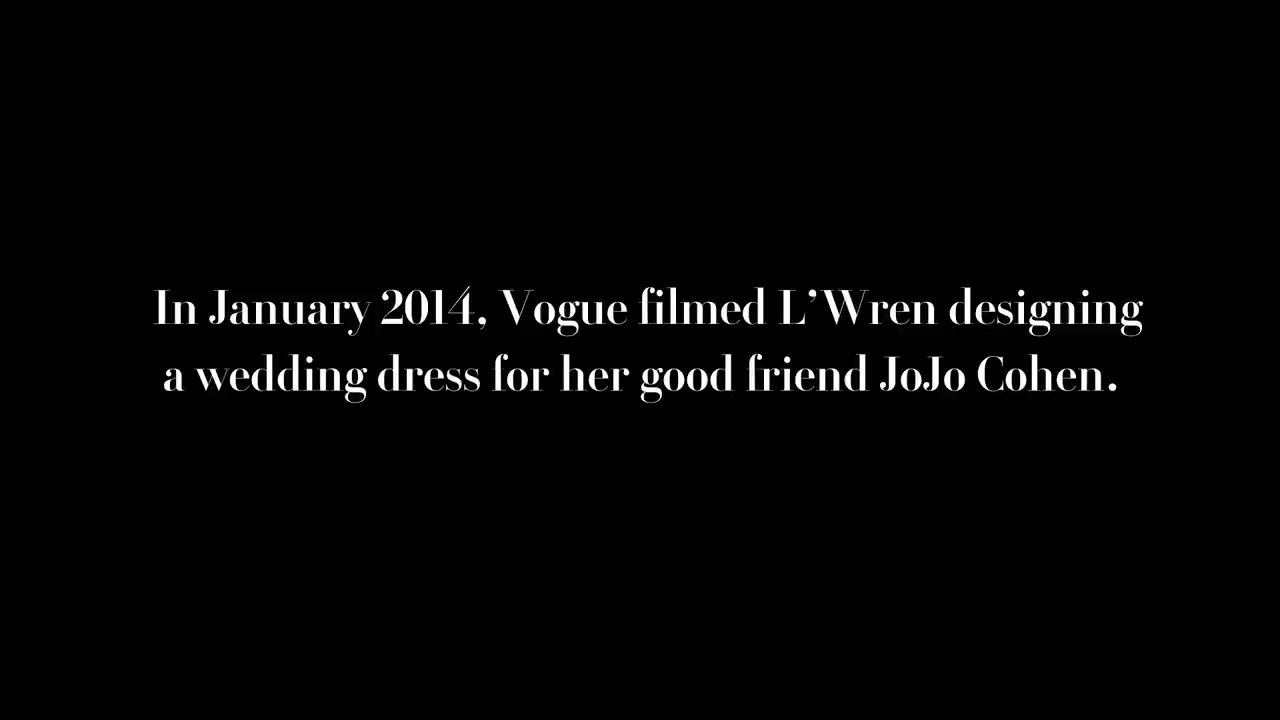 In January 2014, Vogue filmed L’Wren designing
a wedding dress for her good friend JoJo Cohen.